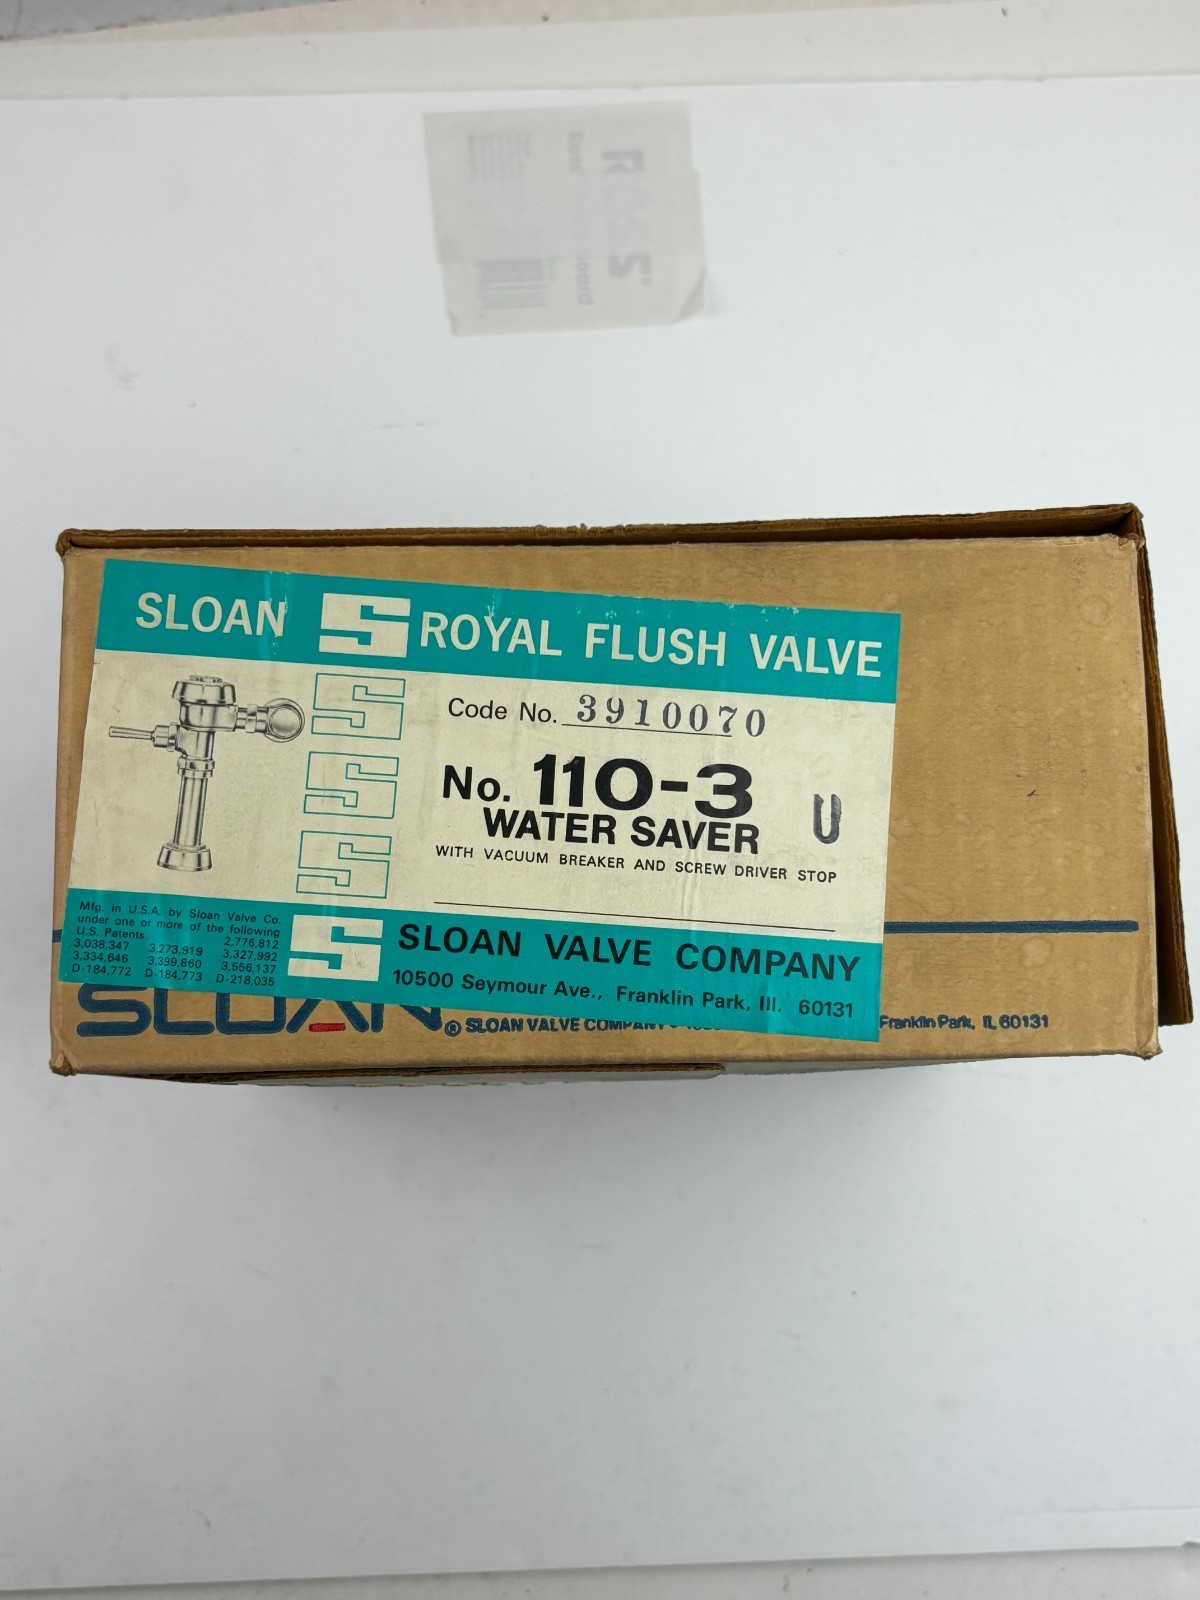 SLOAN S ROYAL FLUSH VALVE
Code No. 3910070
No. 110-3 U
WATER SAVER
WITH VACUUM BREAKER AND SCREW DRIVER STOP
Mfg. in U.S.A. by Sloan Valve Co.
under one or more of the following
U.S. Patents: 2,776,812
3,038,347 3,273,919 3,327,992
3,334,646 3,399,860 3,556,137
D-184,772 D-184,773 D-218,035
SLOAN VALVE COMPANY
10500 Seymour Ave., Franklin Park, Ill. 60131
SLOAN ® SLOAN VALVE COMPANY Franklin Park, IL 60131